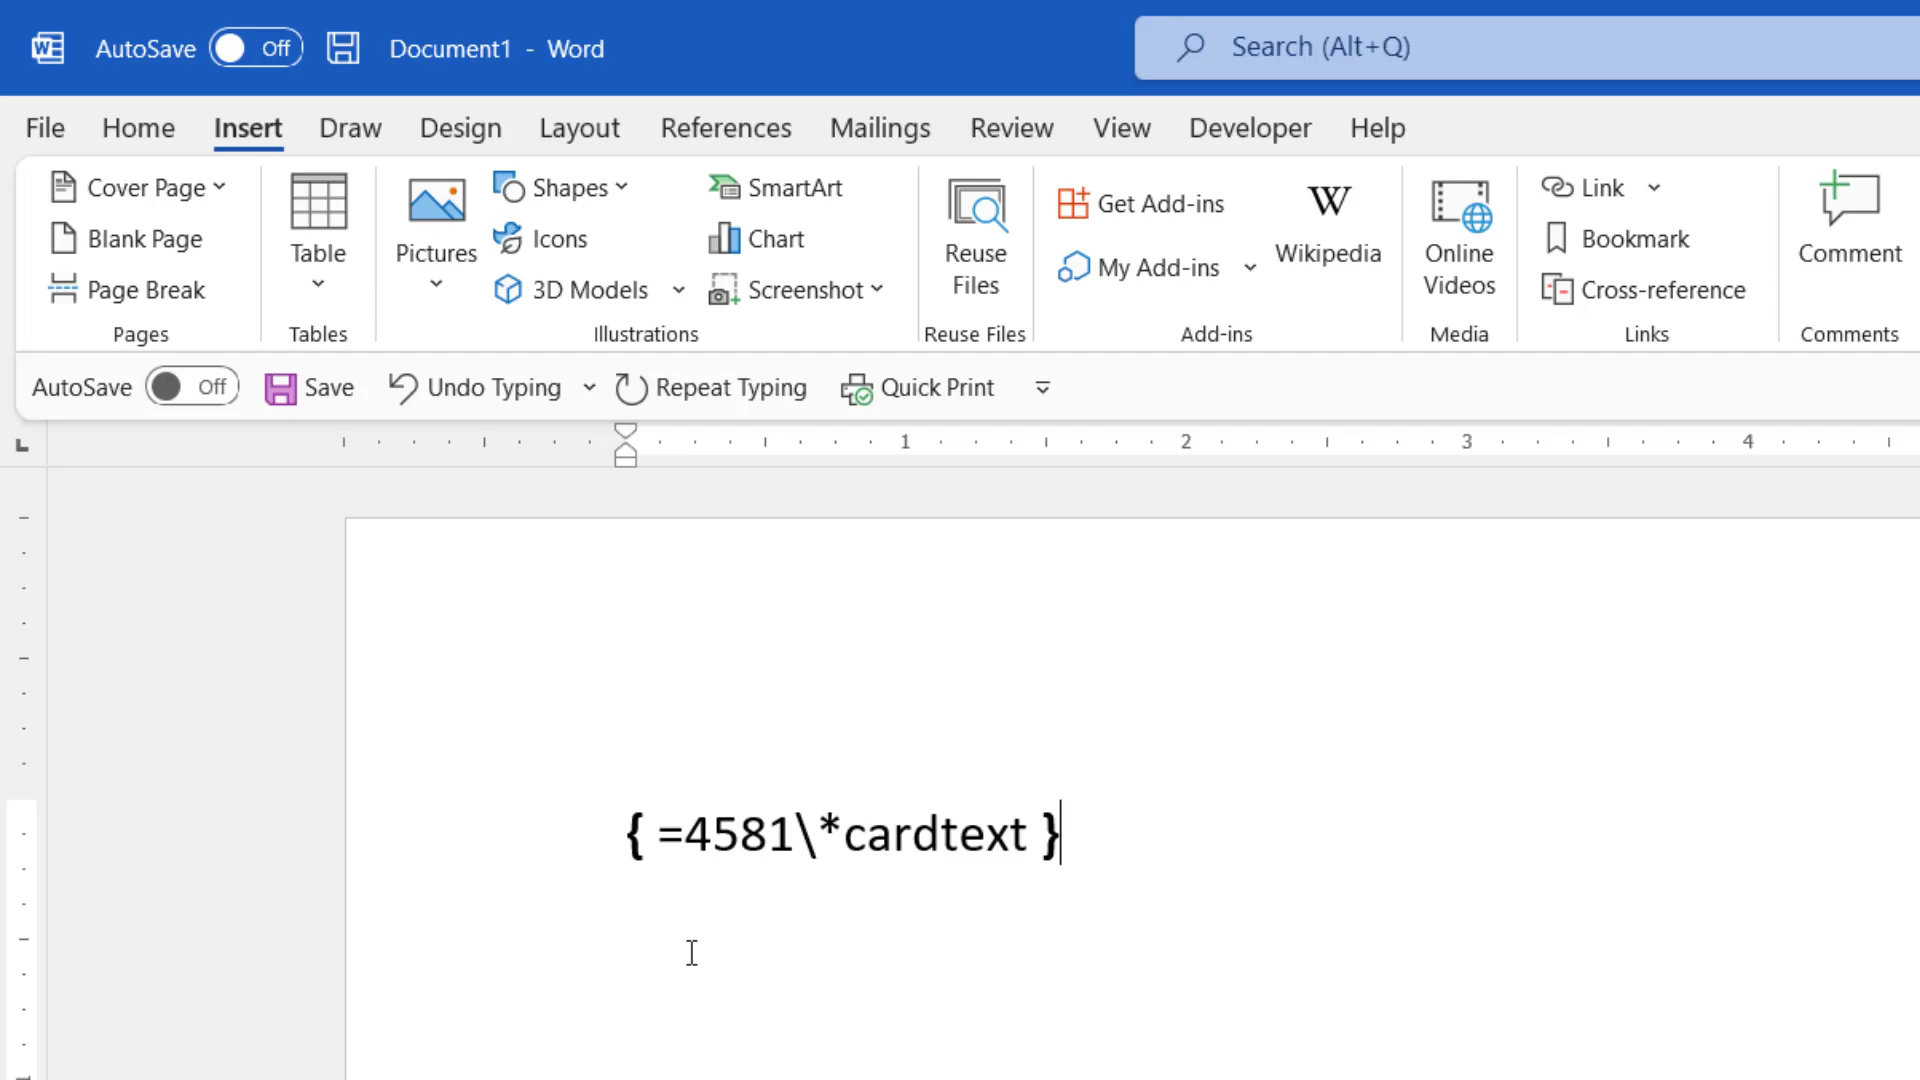 AutoSave Off Document1 - Word Search (Alt+Q)
File Home Insert Draw Design Layout References Mailings Review View Developer Help
Cover Page
Blank Page
Page Break
Pages
Table
Tables
Pictures
Shapes
Icons
3D Models
SmartArt
Chart
Screenshot
Illustrations
Reuse
Files
Reuse Files
Get Add-ins
My Add-ins
W
Wikipedia
Add-ins
Online
Videos
Media
Link
Bookmark
Cross-reference
Links
Comment
Comments
AutoSave Off Save Undo Typing Repeat Typing Quick Print
1 2 3 4
{ =4581\*cardtext }